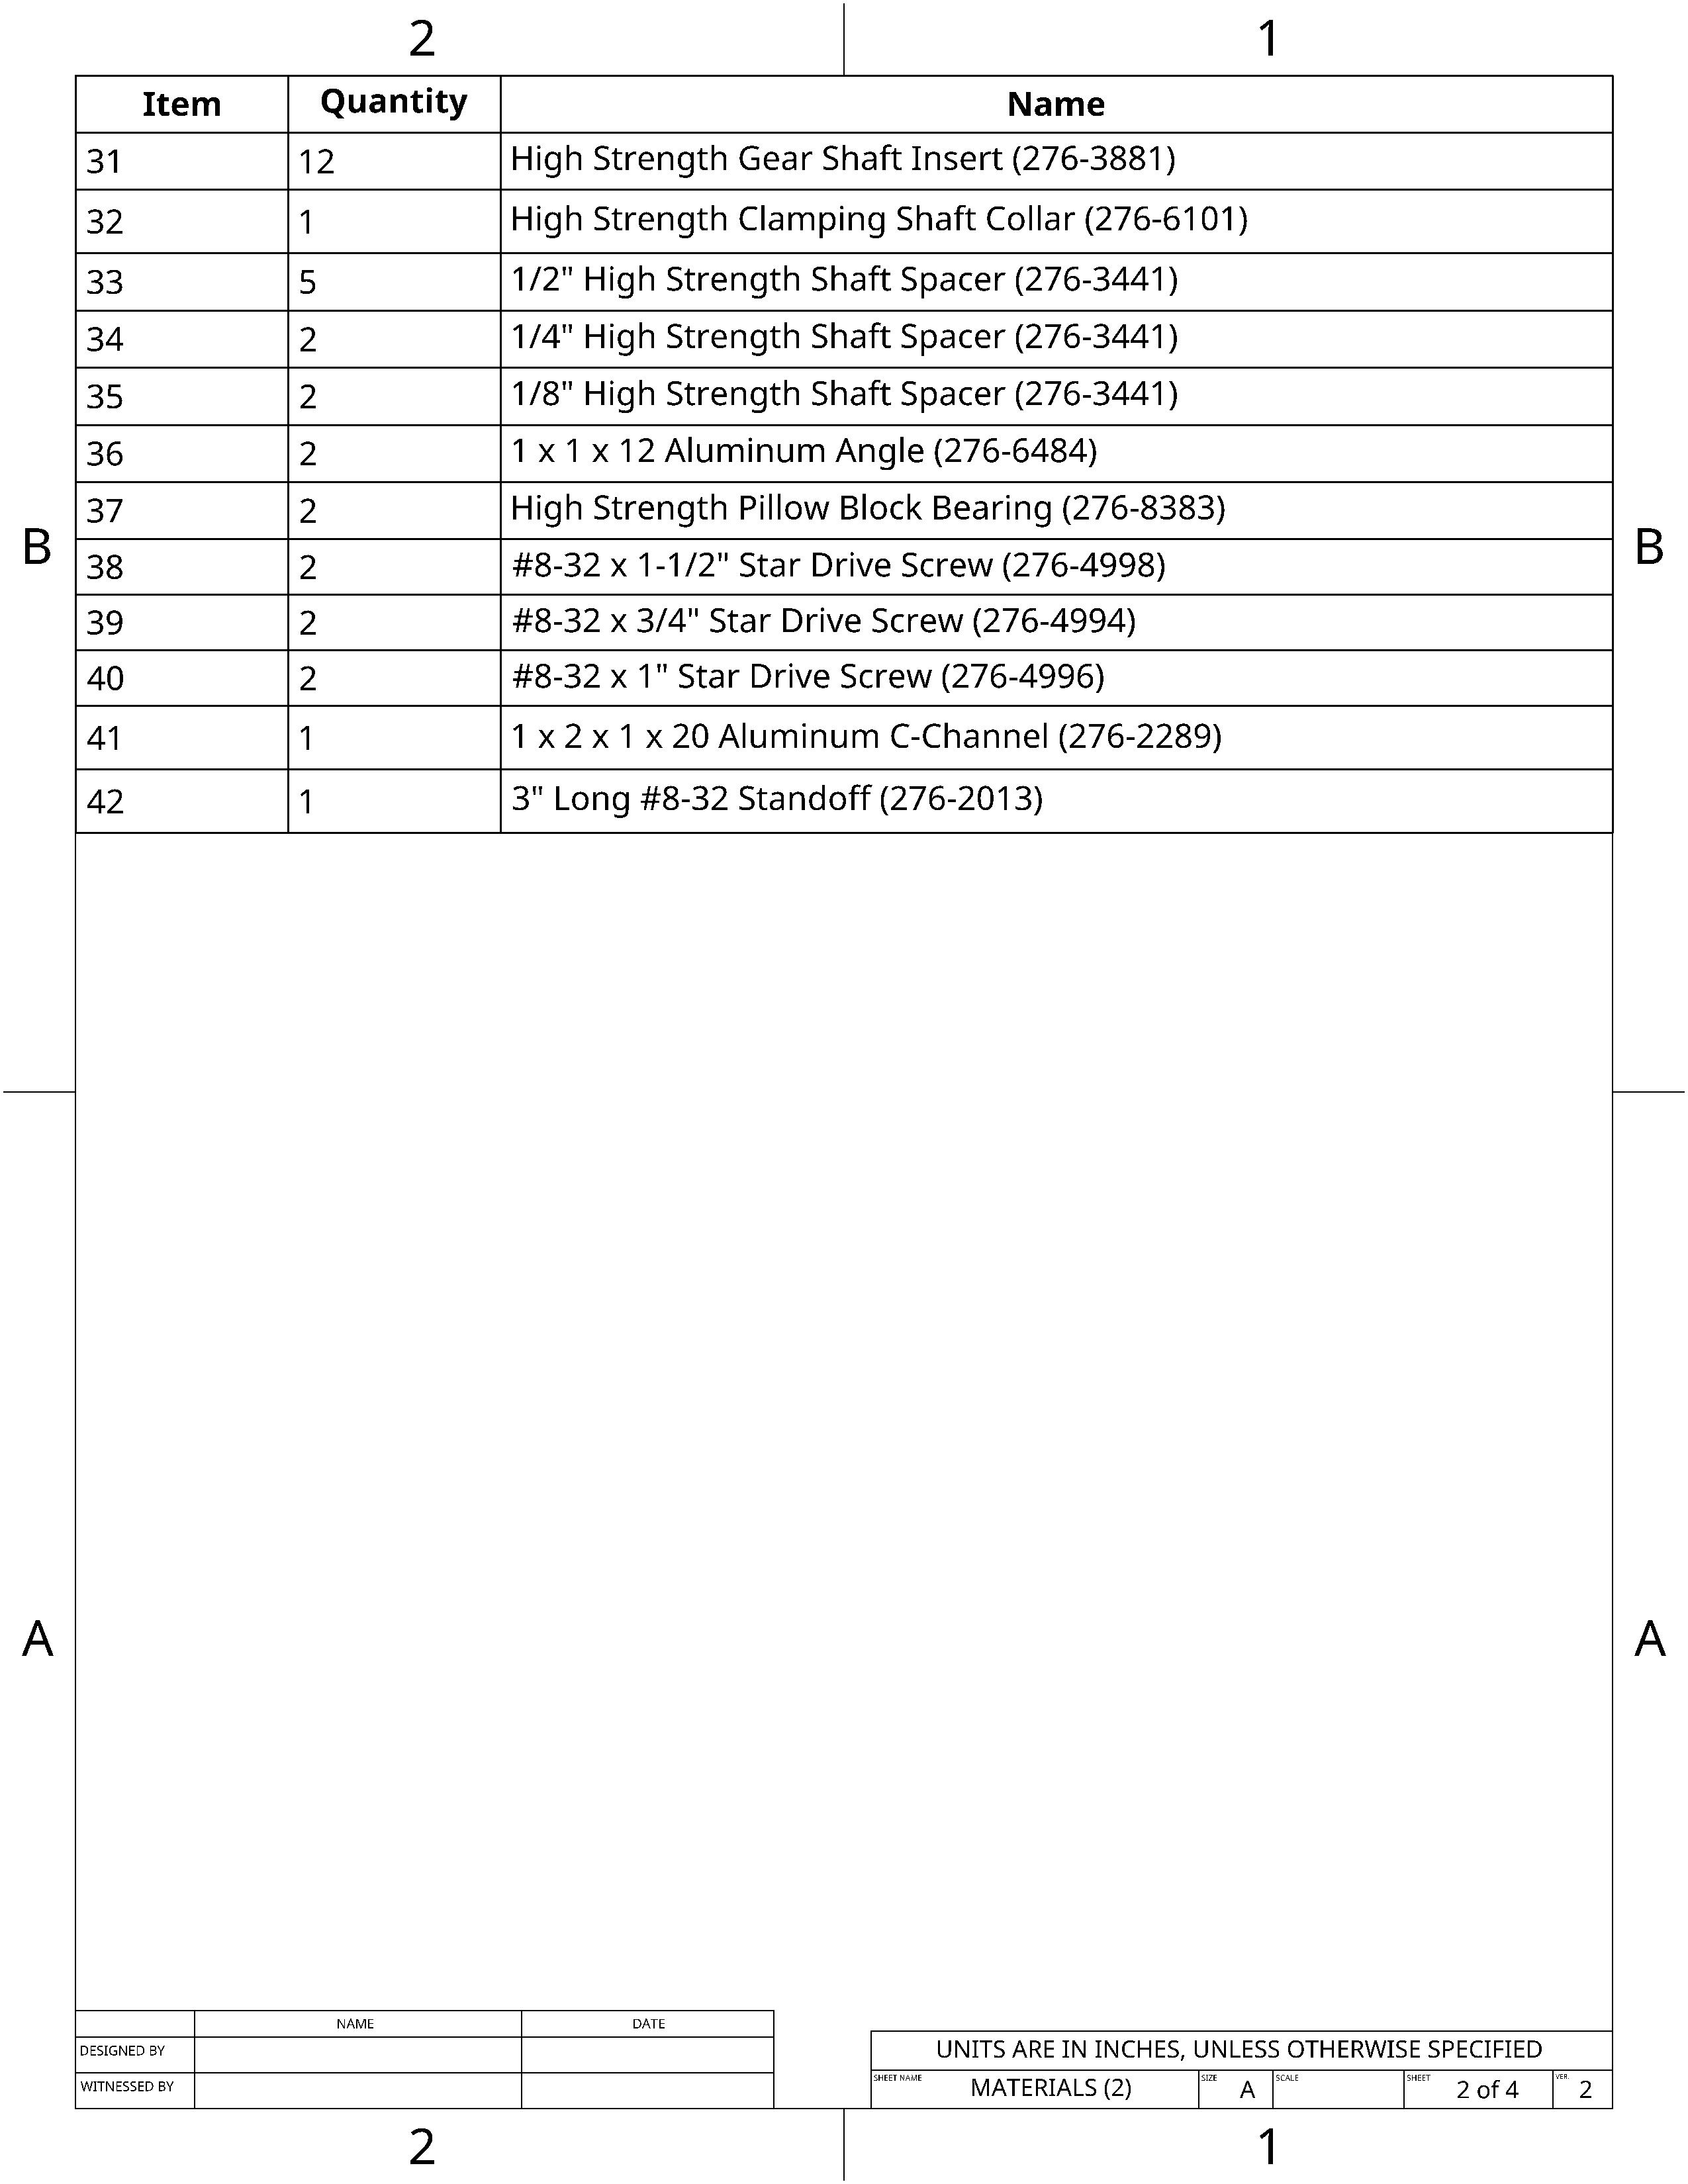 2 1
Item Quantity Name
31 12 High Strength Gear Shaft Insert (276-3881)
32 1 High Strength Clamping Shaft Collar (276-6101)
33 5 1/2" High Strength Shaft Spacer (276-3441)
34 2 1/4" High Strength Shaft Spacer (276-3441)
35 2 1/8" High Strength Shaft Spacer (276-3441)
36 2 1 x 1 x 12 Aluminum Angle (276-6484)
37 2 High Strength Pillow Block Bearing (276-8383)
B B
38 2 #8-32 x 1-1/2" Star Drive Screw (276-4998)
39 2 #8-32 x 3/4" Star Drive Screw (276-4994)
40 2 #8-32 x 1" Star Drive Screw (276-4996)
41 1 1 x 2 x 1 x 20 Aluminum C-Channel (276-2289)
42 1 3" Long #8-32 Standoff (276-2013)
A A
NAME DATE
DESIGNED BY
WITNESSED BY
UNITS ARE IN INCHES, UNLESS OTHERWISE SPECIFIED
SHEET NAME MATERIALS (2) SIZE A SCALE SHEET 2 of 4 VER. 2
2 1